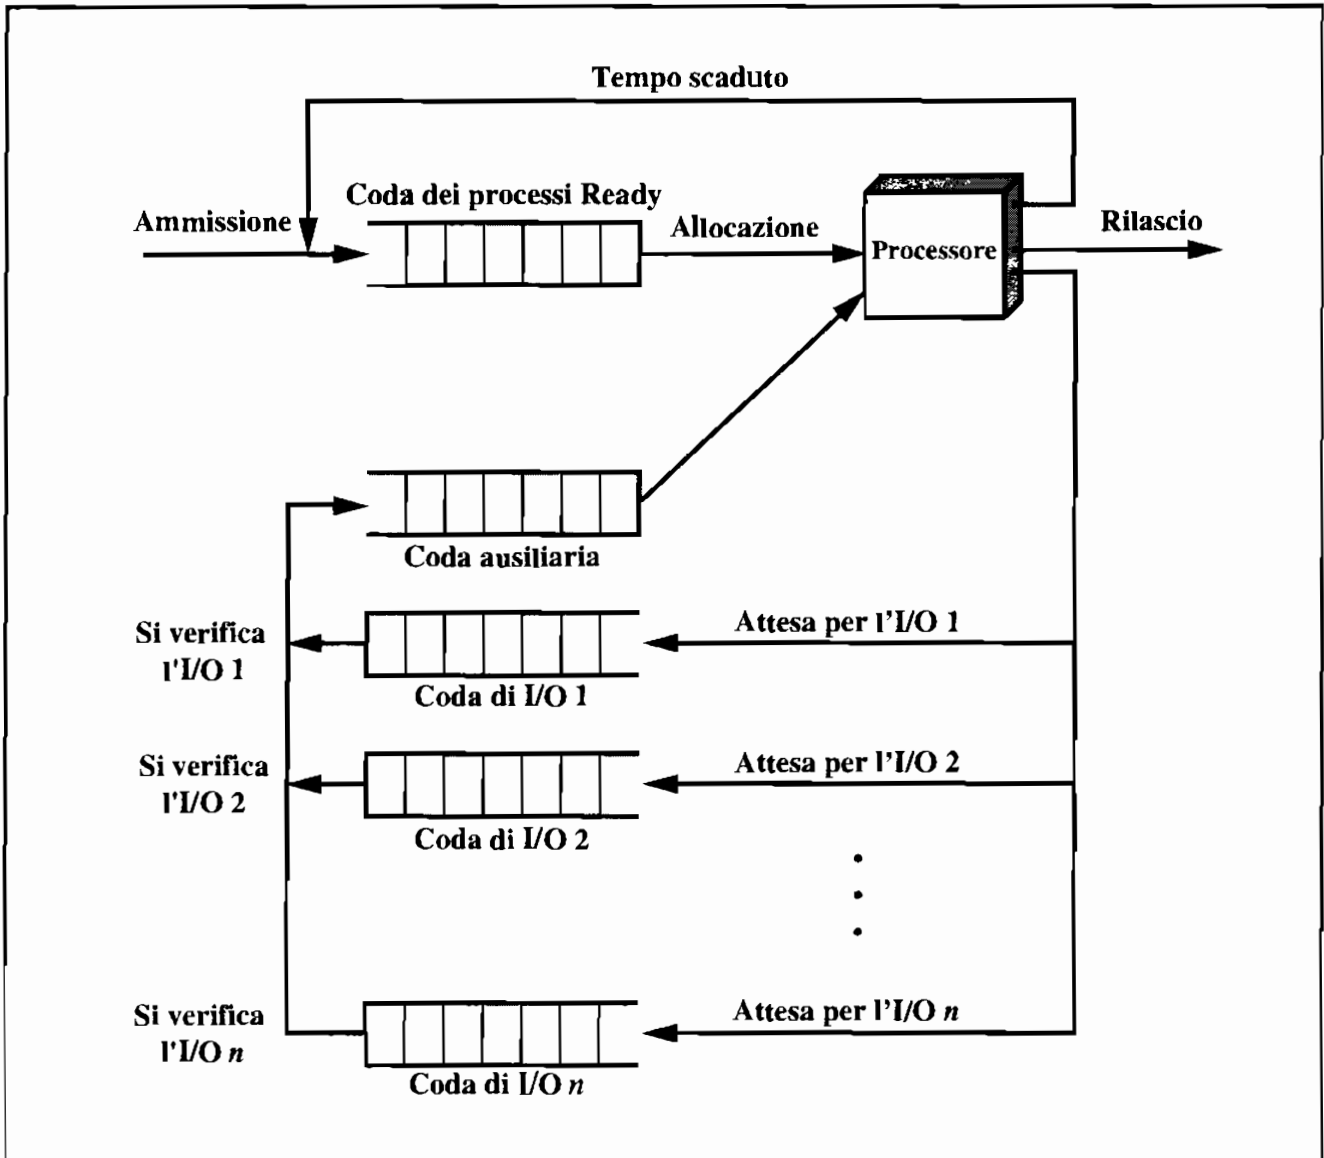 Tempo scaduto
Coda dei processi Ready
Ammissione
Allocazione
Processore
Rilascio
Coda ausiliaria
Si verifica
l'I/O 1
Attesa per l'I/O 1
Coda di I/O 1
Si verifica
l'I/O 2
Attesa per l'I/O 2
Coda di I/O 2
Si verifica
l'I/O n
Attesa per l'I/O n
Coda di I/O n